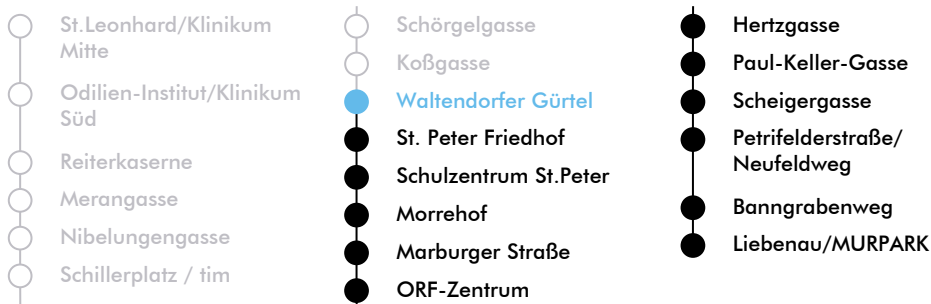 St.Leonhard/Klinikum
Mitte
Odilien-Institut/Klinikum
Süd
Reiterkaserne
Merangasse
Nibelungengasse
Schillerplatz / tim
Schörgelgasse
Koßgasse
Waltendorfer Gürtel
St. Peter Friedhof
Schulzentrum St.Peter
Morrehof
Marburger Straße
ORF-Zentrum
Hertzgasse
Paul-Keller-Gasse
Scheigergasse
Petrifelderstraße/
Neufeldweg
Banngrabenweg
Liebenau/MURPARK